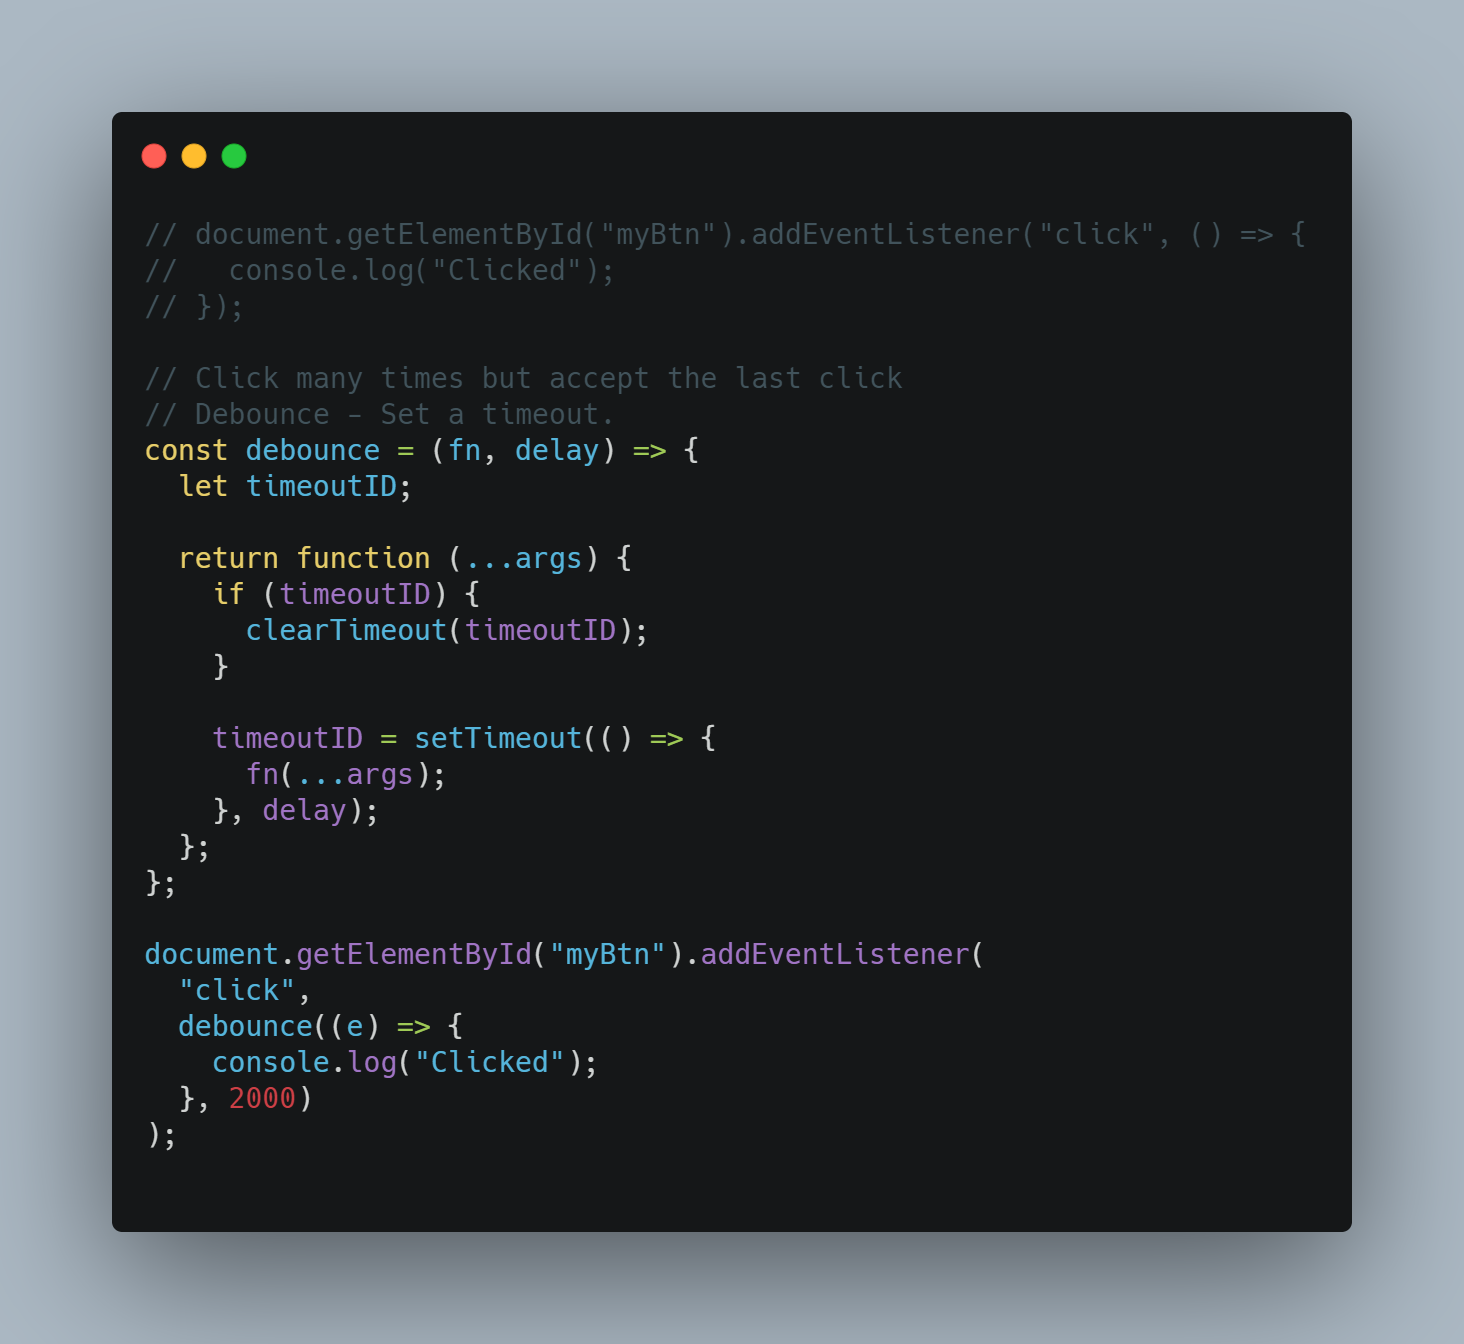 // document.getElementById("myBtn").addEventListener("click", () => {
//   console.log("Clicked");
// });

// Click many times but accept the last click
// Debounce - Set a timeout.
const debounce = (fn, delay) => {
  let timeoutID;

  return function (...args) {
    if (timeoutID) {
      clearTimeout(timeoutID);
    }

    timeoutID = setTimeout(() => {
      fn(...args);
    }, delay);
  };
};

document.getElementById("myBtn").addEventListener(
  "click",
  debounce((e) => {
    console.log("Clicked");
  }, 2000)
);